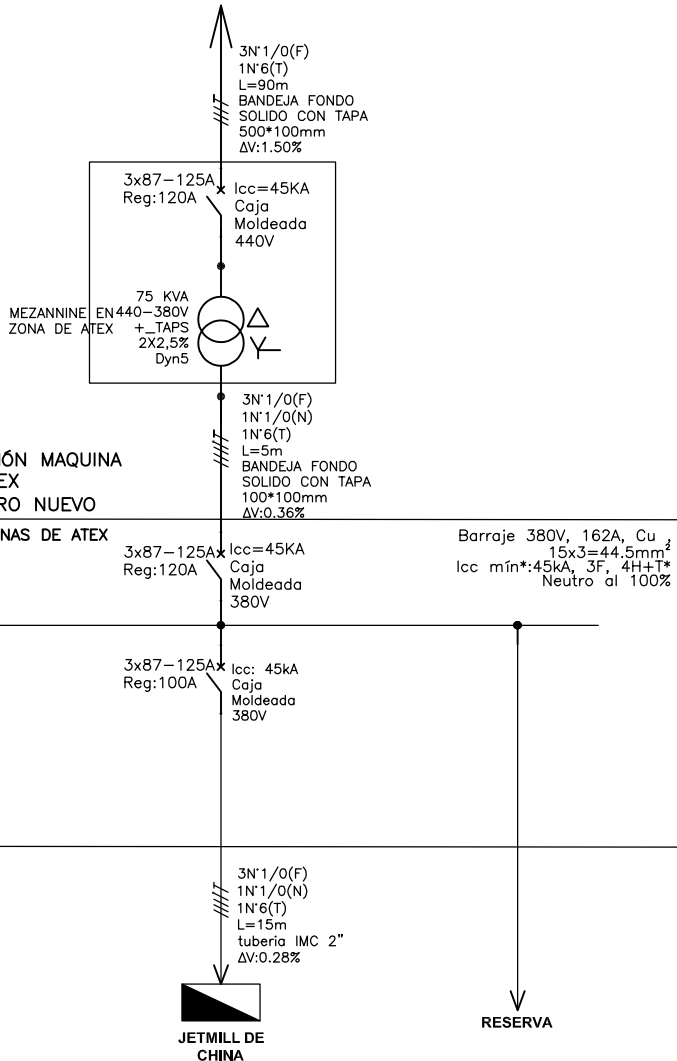 3N°1/0(F)
1N°6(T)
L=90m
BANDEJA FONDO
SOLIDO CON TAPA
500*100mm
ΔV:1.50%
3x87-125A
Reg:120A
Icc=45KA
Caja
Moldeada
440V
75 KVA
440-380V
+_TAPS
2X2,5%
Dyn5
MEZANNINE EN
ZONA DE ATEX
3N°1/0(F)
1N°1/0(N)
1N°6(T)
L=5m
BANDEJA FONDO
SOLIDO CON TAPA
100*100mm
ΔV:0.36%
IÓN MAQUINA
EX
RO NUEVO
NAS DE ATEX
3x87-125A
Reg:120A
Icc=45KA
Caja
Moldeada
380V
Barraje 380V, 162A, Cu ,
15x3=44.5mm²
Icc mín*:45kA, 3F, 4H+T*
Neutro al 100%
3x87-125A
Reg:100A
Icc: 45kA
Caja
Moldeada
380V
3N°1/0(F)
1N°1/0(N)
1N°6(T)
L=15m
tuberia IMC 2"
ΔV:0.28%
JETMILL DE
CHINA
RESERVA